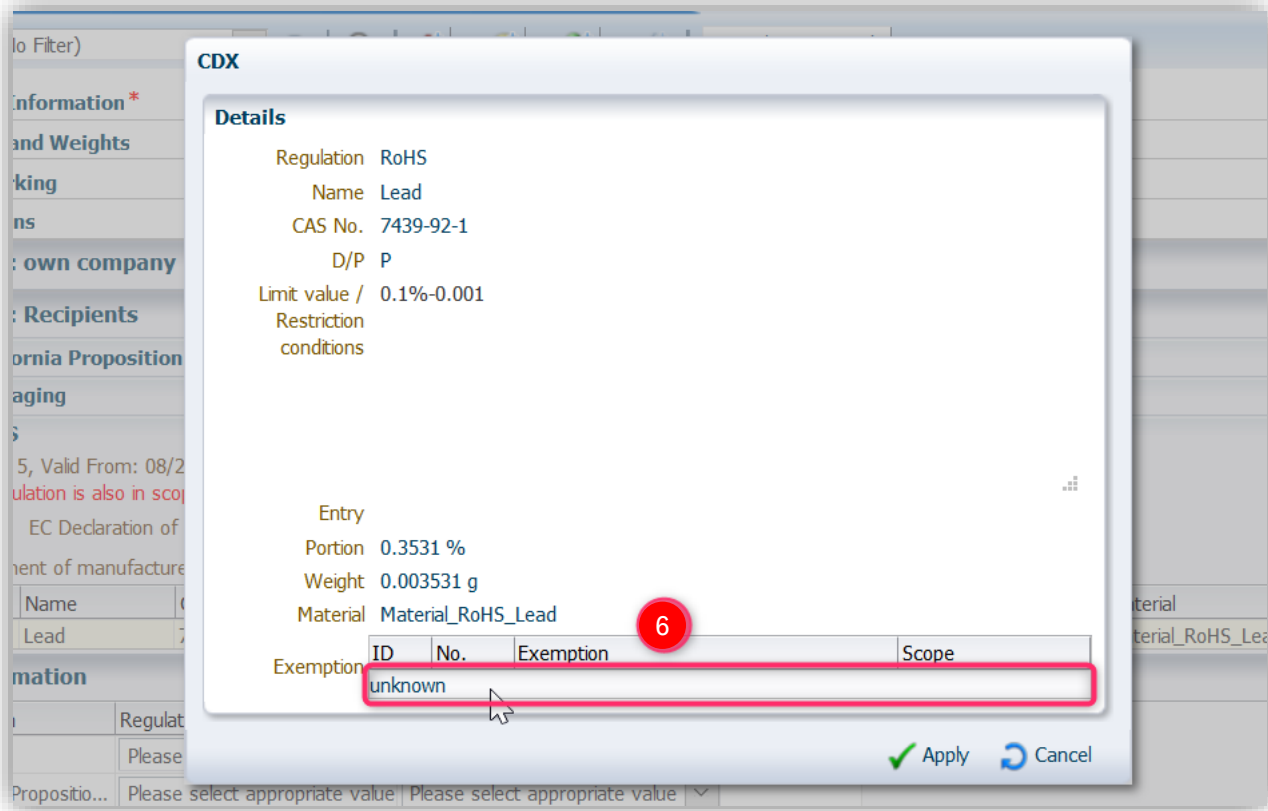 lo Filter)
CDX
Information*
Details
and Weights
Regulation RoHS
rking
Name Lead
ns
CAS No. 7439-92-1
: own company
D/P P
Limit value / 0.1%-0.001
Restriction
conditions
: Recipients
ornia Proposition
aging
S
5, Valid From: 08/2
ulation is also in scop
EC Declaration of
Entry
Portion 0.3531 %
nent of manufacture
Weight 0.003531 g
Name
Material Material_RoHS_Lead
terial
Lead 7
6
terial_RoHS_Lea
ID No. Exemption Scope
Exemption
mation
unknown
Regulat
Please
Apply Cancel
Propositio... Please select appropriate value Please select appropriate value